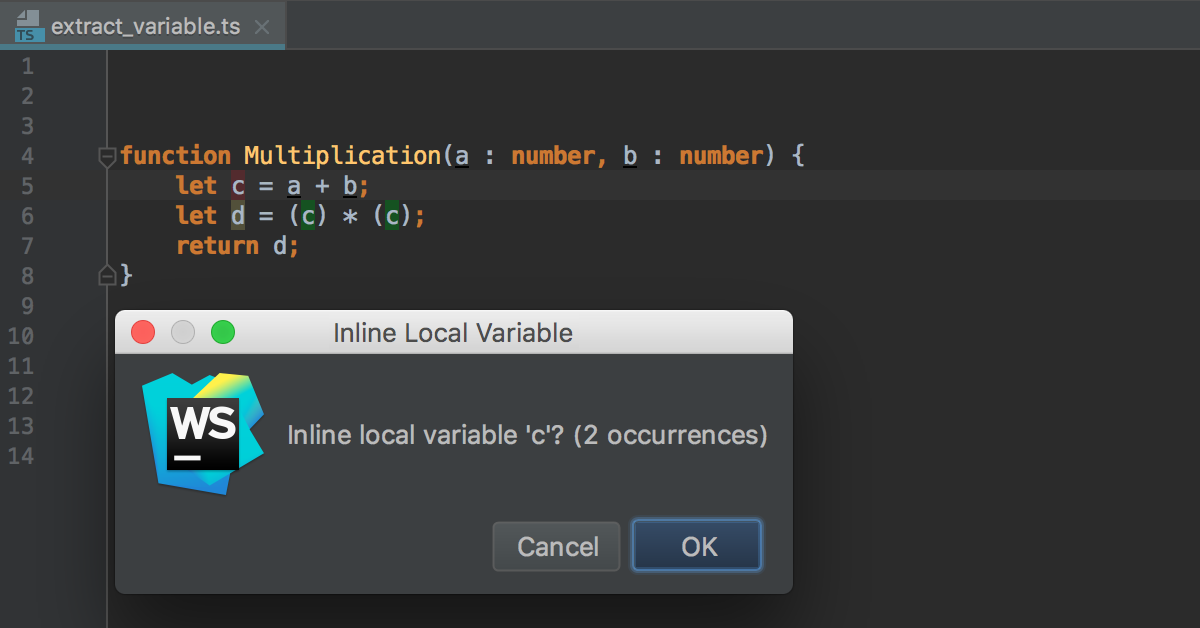 TS extract_variable.ts
1
2
3
4 function Multiplication(a : number, b : number) {
5 let c = a + b;
6 let d = (c) * (c);
7 return d;
8 }
9
10
11
12
13
14
Inline Local Variable
WS
Inline local variable 'c'? (2 occurrences)
Cancel OK